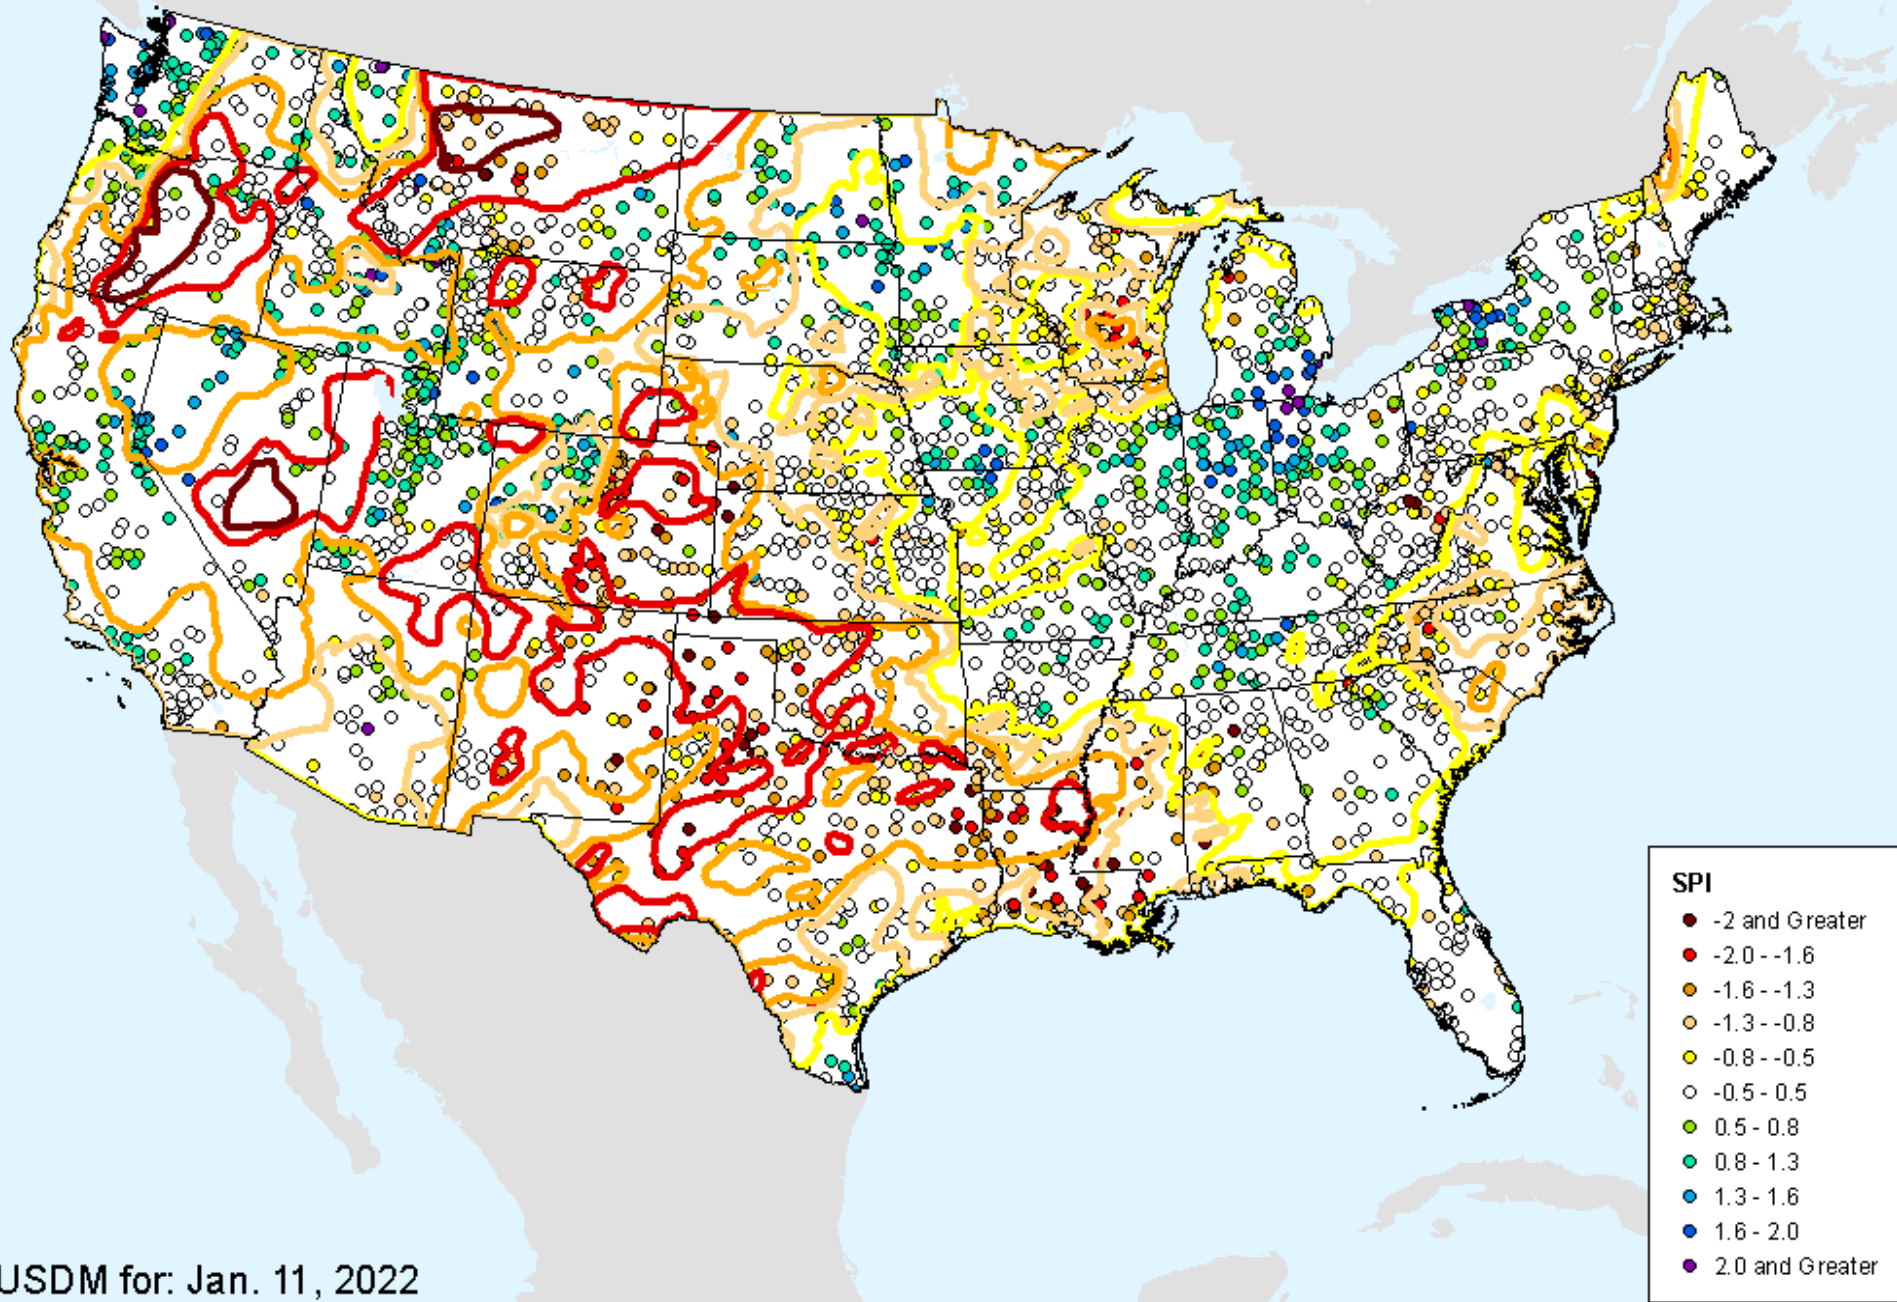 SPI
-2 and Greater
-2.0 - -1.6
-1.6 - -1.3
-1.3 - -0.8
-0.8 - -0.5
-0.5 - 0.5
0.5 - 0.8
0.8 - 1.3
1.3 - 1.6
1.6 - 2.0
2.0 and Greater
USDM for: Jan. 11, 2022